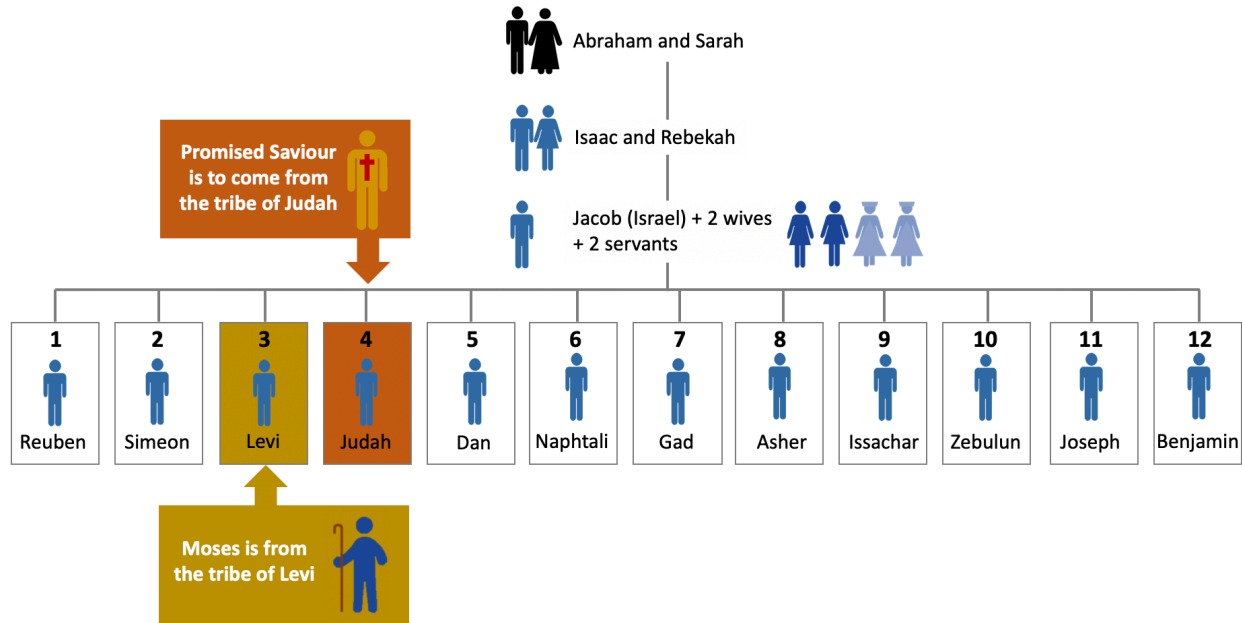 Abraham and Sarah
Isaac and Rebekah
Promised Saviour
is to come from
the tribe of Judah
Jacob (Israel) + 2 wives
+ 2 servants
1
Reuben
2
Simeon
3
Levi
4
Judah
5
Dan
6
Naphtali
7
Gad
8
Asher
9
Issachar
10
Zebulun
11
Joseph
12
Benjamin
Moses is from
the tribe of Levi